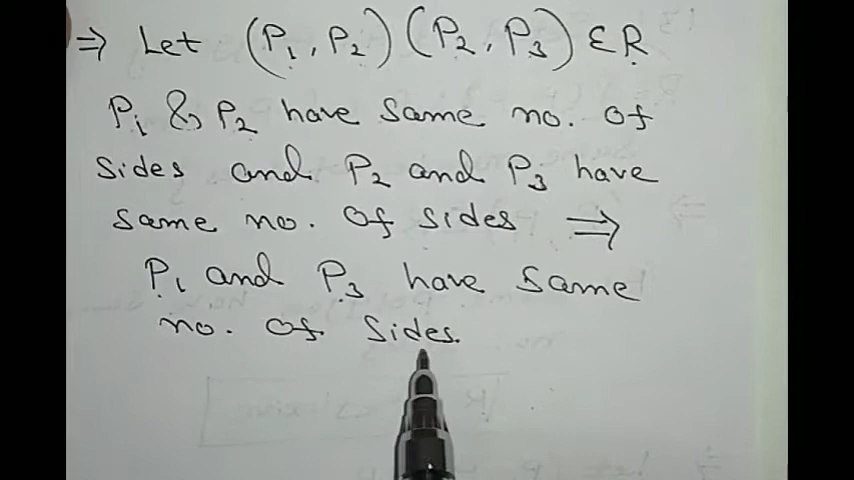 ⇒ Let (P₁, P₂) (P₂, P₃) ∈ R
P₁ & P₂ have same no. of
sides and P₂ and P₃ have
same no. of sides ⇒
P₁ and P₃ have same
no. of sides.